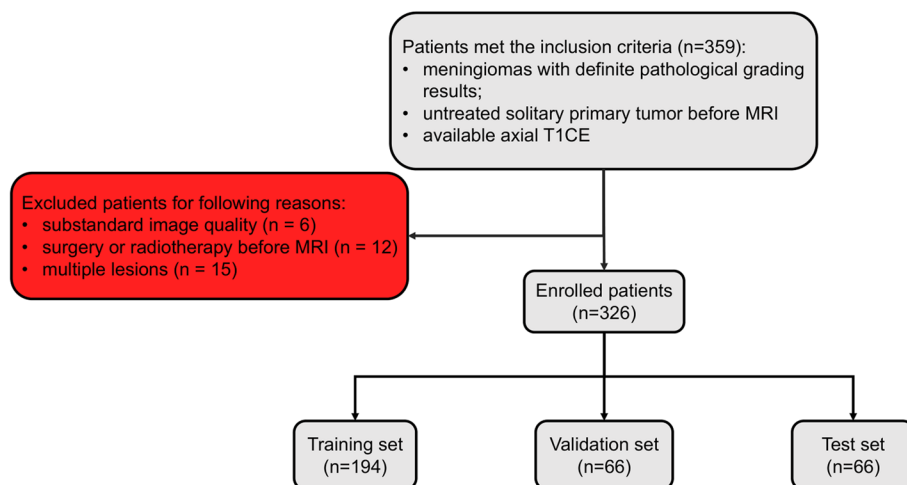 Patients met the inclusion criteria (n=359):
• meningiomas with definite pathological grading
results;
• untreated solitary primary tumor before MRI
• available axial T1CE
Excluded patients for following reasons:
• substandard image quality (n = 6)
• surgery or radiotherapy before MRI (n = 12)
• multiple lesions (n = 15)
Enrolled patients
(n=326)
Training set
(n=194)
Validation set
(n=66)
Test set
(n=66)